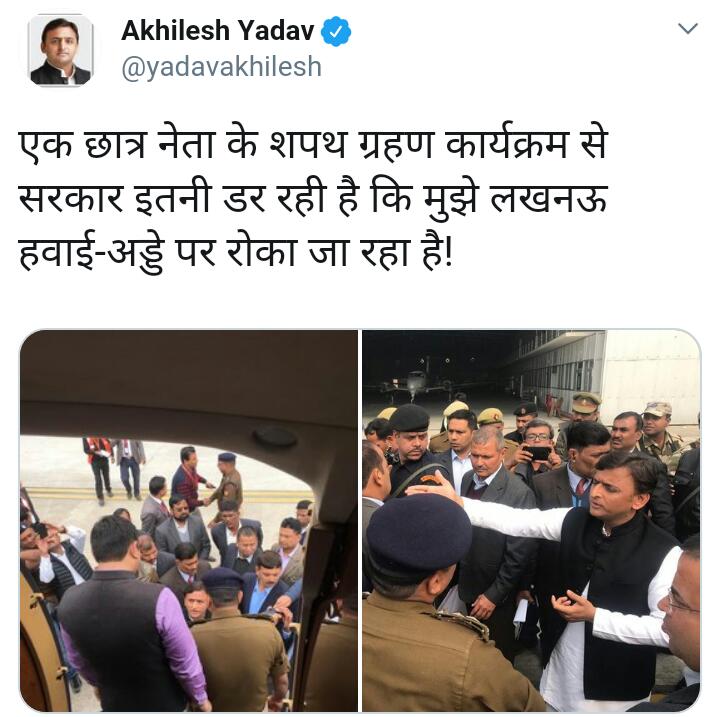 Akhilesh Yadav
@yadavakhilesh
एक छात्र नेता के शपथ ग्रहण कार्यक्रम से
सरकार इतनी डर रही है कि मुझे लखनऊ
हवाई-अड्डे पर रोका जा रहा है!